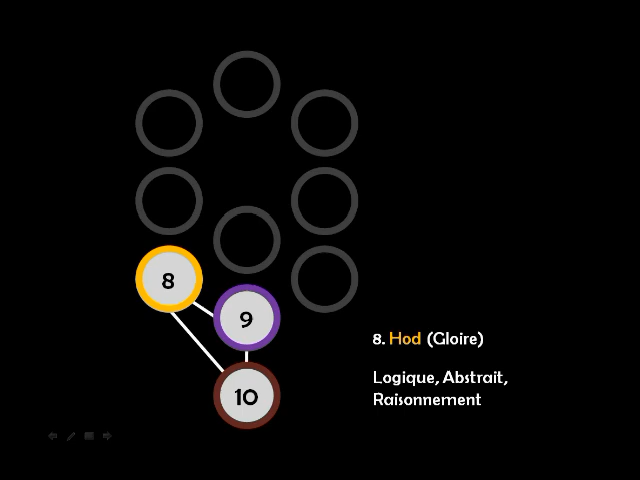 8
9
10
8. Hod (Gloire)
Logique, Abstrait,
Raisonnement